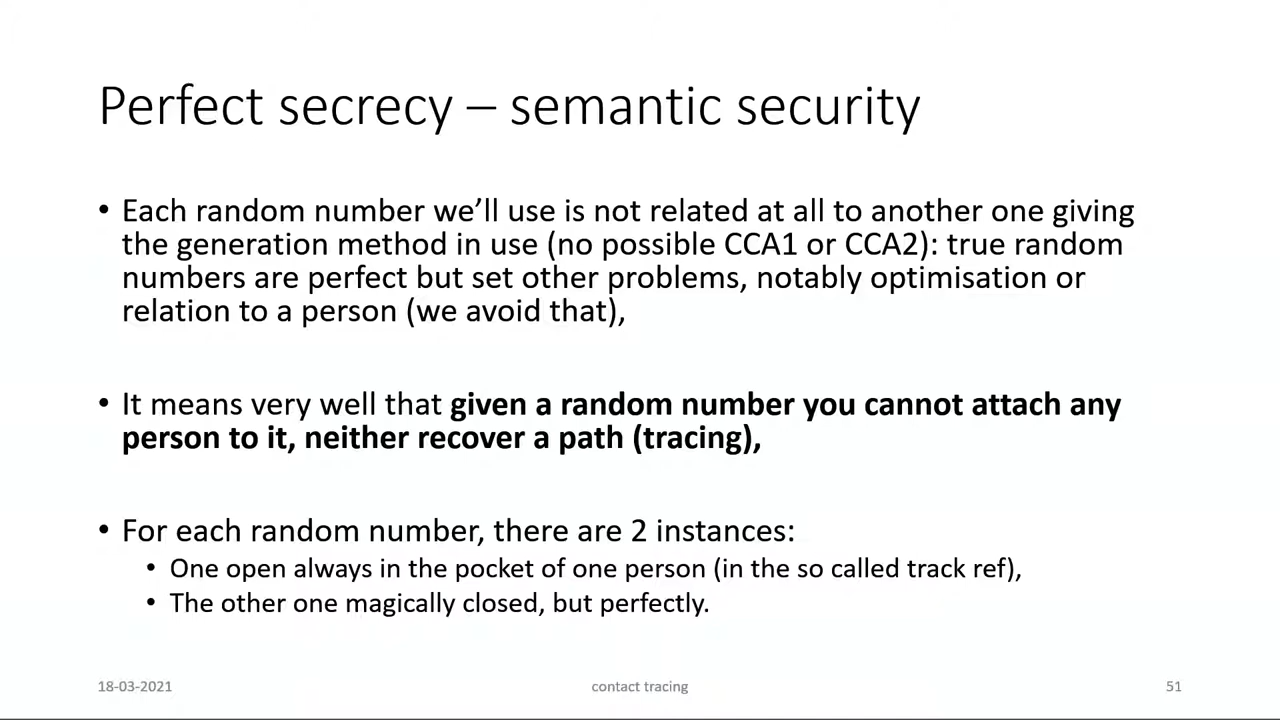 Perfect secrecy – semantic security
• Each random number we’ll use is not related at all to another one giving
the generation method in use (no possible CCA1 or CCA2): true random
numbers are perfect but set other problems, notably optimisation or
relation to a person (we avoid that),
• It means very well that given a random number you cannot attach any
person to it, neither recover a path (tracing),
• For each random number, there are 2 instances:
• One open always in the pocket of one person (in the so called track ref),
• The other one magically closed, but perfectly.
18-03-2021
contact tracing
51